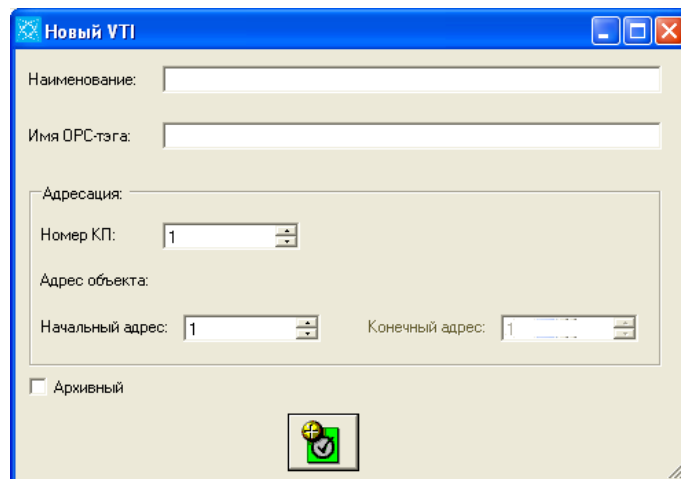 Новый VTI
Наименование:
Имя OPC-тэга:
Адресация:
Номер КП: 1
Адрес объекта:
Начальный адрес: 1 Конечный адрес: 1
Архивный